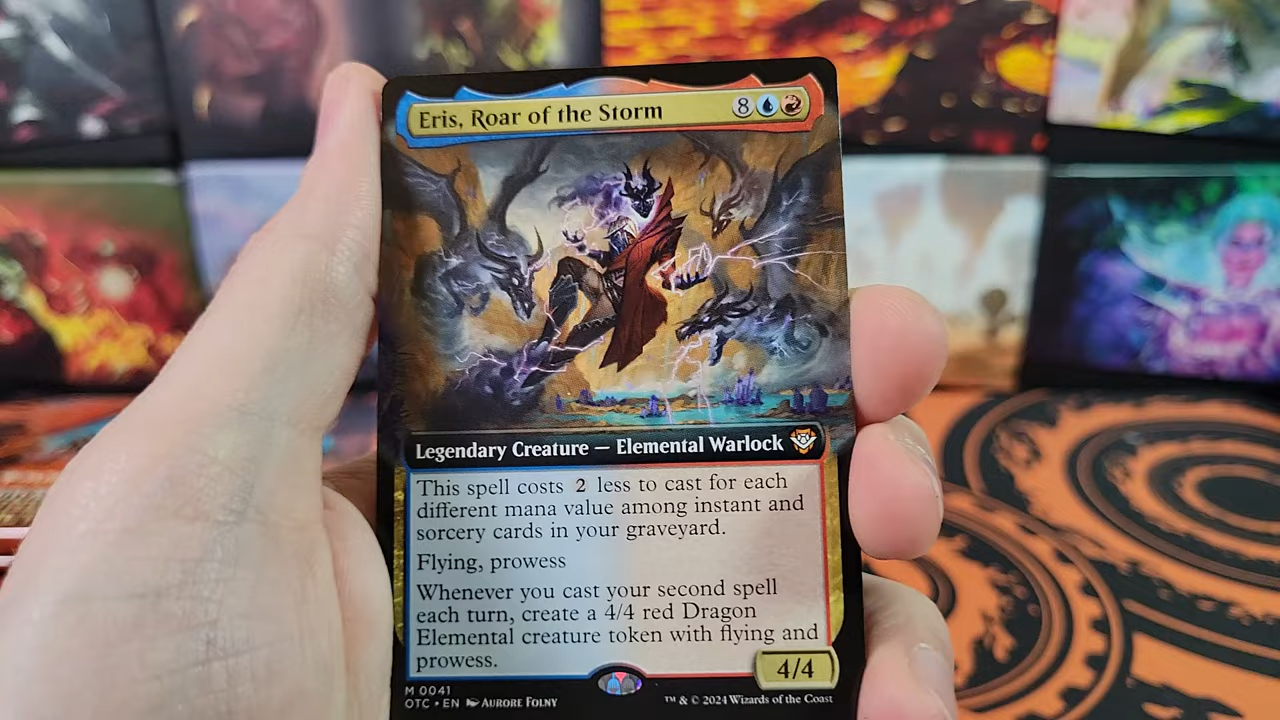 Eris, Roar of the Storm 8
Legendary Creature — Elemental Warlock
This spell costs 2 less to cast for each
different mana value among instant and
sorcery cards in your graveyard.
Flying, prowess
Whenever you cast your second spell
each turn, create a 4/4 red Dragon
Elemental creature token with flying and
prowess.
4/4
M 0041
OTC • EN AURORE FOLNY
™ & © 2024 Wizards of the Coast